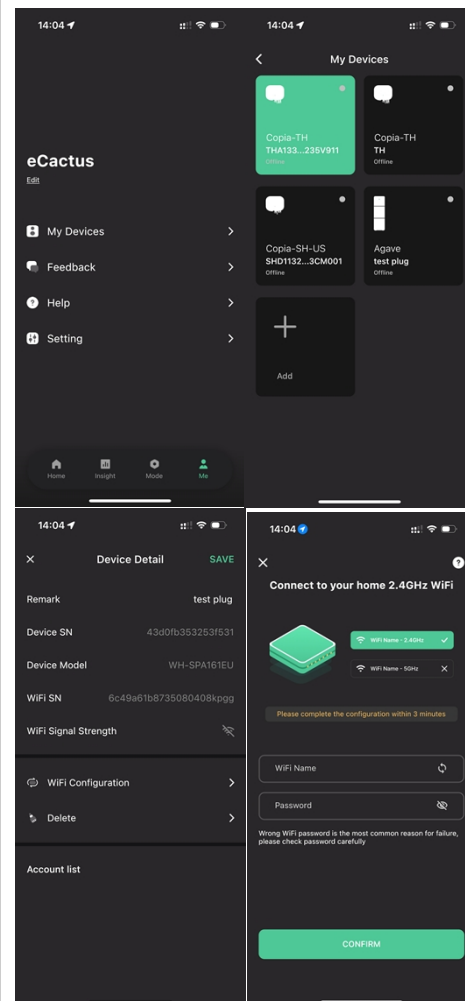 14:04
eCactus
Edit
My Devices
Feedback
Help
Setting
Home
Insight
Mode
Me
14:04
My Devices
Copia-TH
THA133...235V911
Offline
Copia-TH
TH
Offline
Copia-SH-US
SHD1132...3CM001
Offline
Agave
test plug
Offline
Add
14:04
Device Detail
SAVE
Remark
test plug
Device SN
43d0fb353253f531
Device Model
WH-SPA161EU
WiFi SN
6c49a61b8735080408kpgg
WiFi Signal Strength
WiFi Configuration
Delete
Account list
14:04
?
Connect to your home 2.4GHz WiFi
WiFi Name - 2.4GHz
WiFi Name - 5GHz
Please complete the configuration within 3 minutes
WiFi Name
Password
Wrong WiFi password is the most common reason for failure,
please check password carefully
CONFIRM